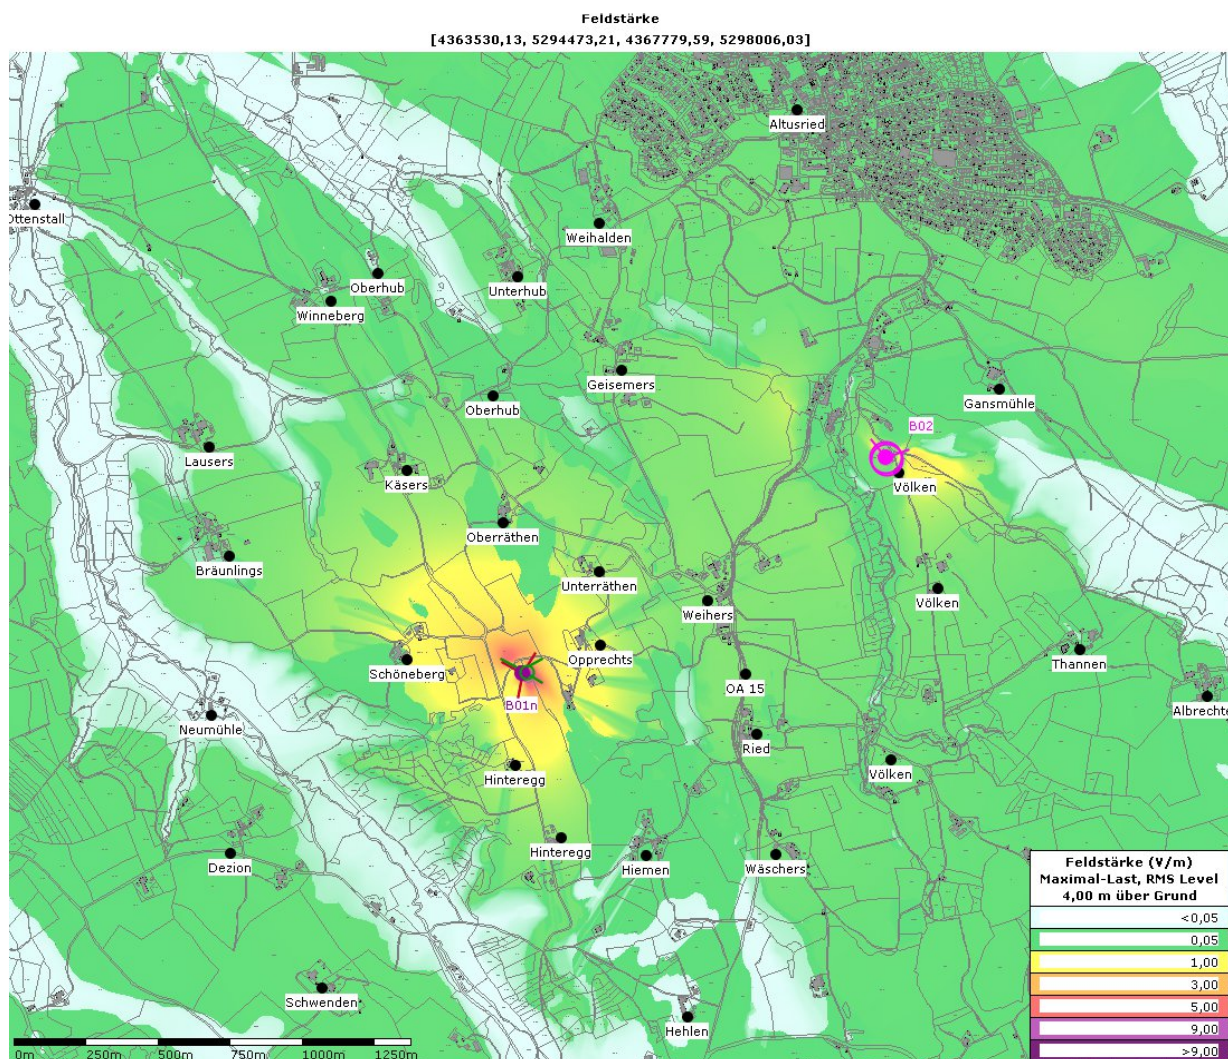 Feldstärke
[4363530,13, 5294473,21, 4367779,59, 5298006,03]
Altusried
Ottenstall
Weihalden
Oberhub
Unterhub
Winneberg
Geisemers
Oberhub
Gansmühle
B02
Lausers
Käsers
Völken
Oberräthen
Bräunlings
Unterräthen
Völken
Weihers
Opprechts
Thannen
Schöneberg
OA 15
B01n
Albrechte
Neumühle
Ried
Völken
Hinteregg
Hinteregg
Dezion
Hiemen
Wäschers
Schwenden
Hehlen
Feldstärke (V/m)
Maximal-Last, RMS Level
4,00 m über Grund
<0,05
0,05
1,00
3,00
5,00
9,00
>9,00
0m 250m 500m 750m 1000m 1250m